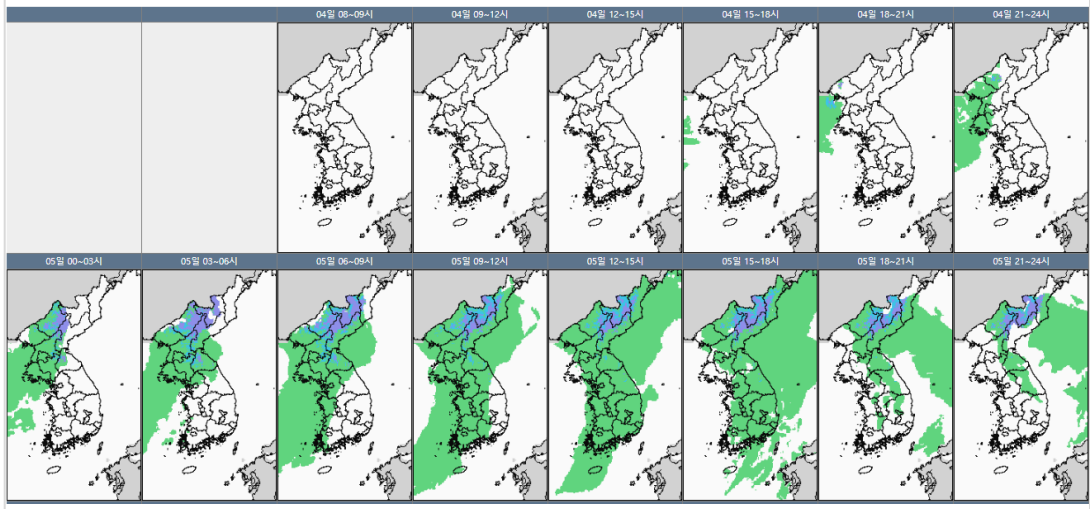 04일 08~09시
04일 09~12시
04일 12~15시
04일 15~18시
04일 18~21시
04일 21~24시
05일 00~03시
05일 03~06시
05일 06~09시
05일 09~12시
05일 12~15시
05일 15~18시
05일 18~21시
05일 21~24시